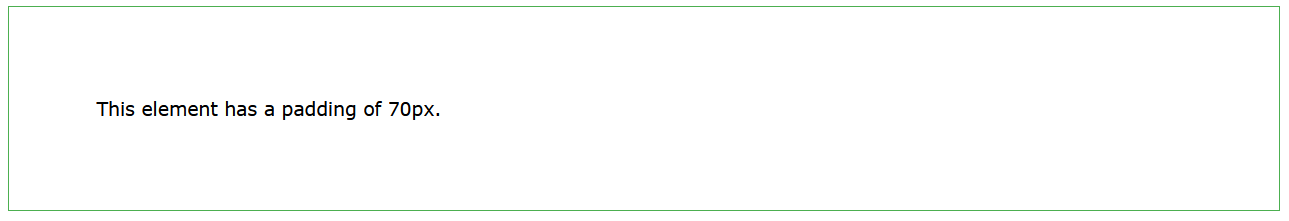 This element has a padding of 70px.